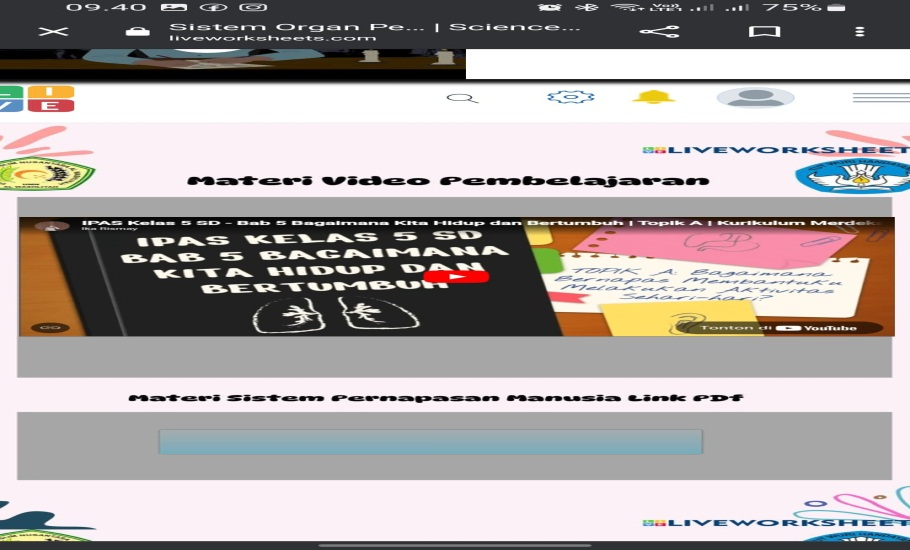 09.40
75%
Sistem Organ Pe... | Science...
liveworksheets.com
LIVEWORKSHEET
Materi Video Pembelajaran
IPAS Kelas 5 SD - Bab 5 Bagaimana Kita Hidup dan Bertumbuh | Topik A | Kurikulum Merdek
Ika Rismay
IPAS KELAS 5 SD
BAB 5 BAGAIMANA
KITA HIDUP DAN
BERTUMBUH
TOPIK A: Bagaimana
Bernapas Membantuku
Melakukan Aktivitas
Sehari-hari?
Tonton di YouTube
Materi Sistem Pernapasan Manusia Link PDf
LIVEWORKSHEET